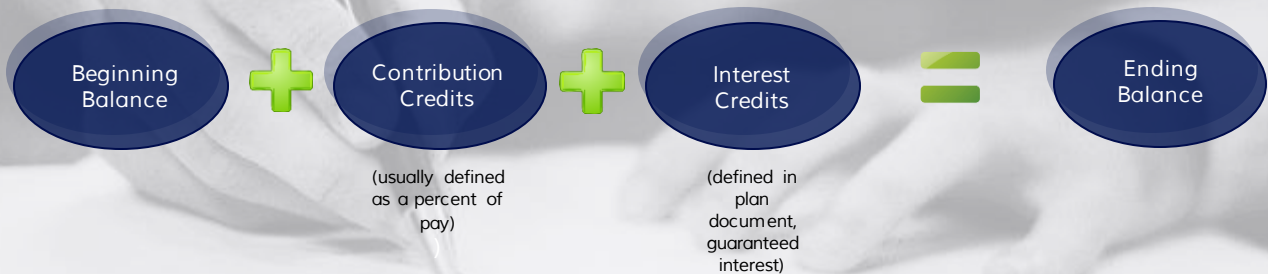 Beginning
Balance
Contribution
Credits
(usually defined
as a percent of
pay)
Interest
Credits
(defined in
plan
document,
guaranteed
interest)
Ending
Balance